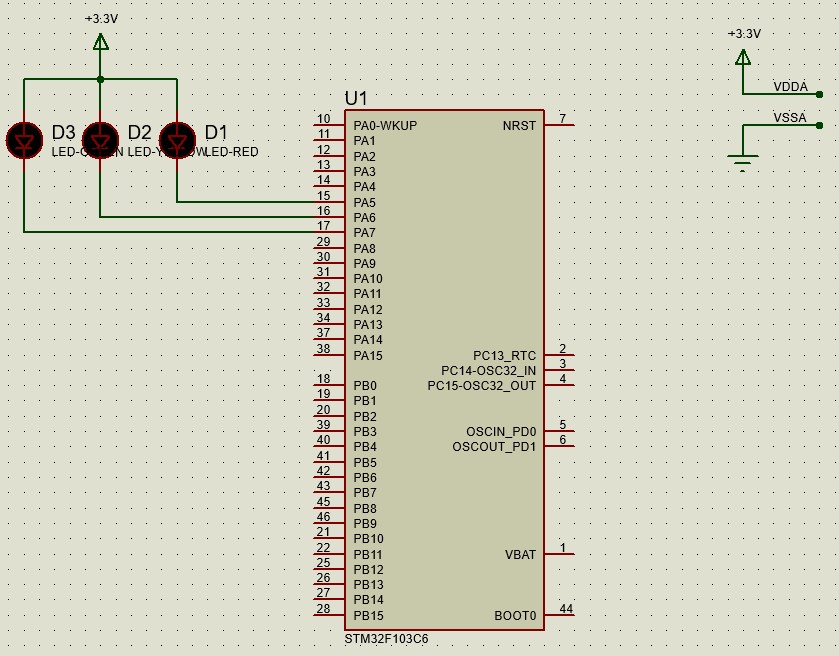 +3.3V
+3.3V
VDDA
VSSA
U1
D3
D2
D1
LED-RED
10 PA0-WKUP
NRST 7
11 PA1
12 PA2
13 PA3
14 PA4
15 PA5
16 PA6
17 PA7
29 PA8
30 PA9
31 PA10
32 PA11
33 PA12
34 PA13
37 PA14
38 PA15
PC13_RTC 2
PC14-OSC32_IN 3
PC15-OSC32_OUT 4
18 PB0
19 PB1
20 PB2
39 PB3
OSCIN_PD0 5
40 PB4
OSCOUT_PD1 6
41 PB5
42 PB6
43 PB7
45 PB8
46 PB9
21 PB10
22 PB11
VBAT 1
25 PB12
26 PB13
27 PB14
28 PB15
BOOT0 44
STM32F103C6